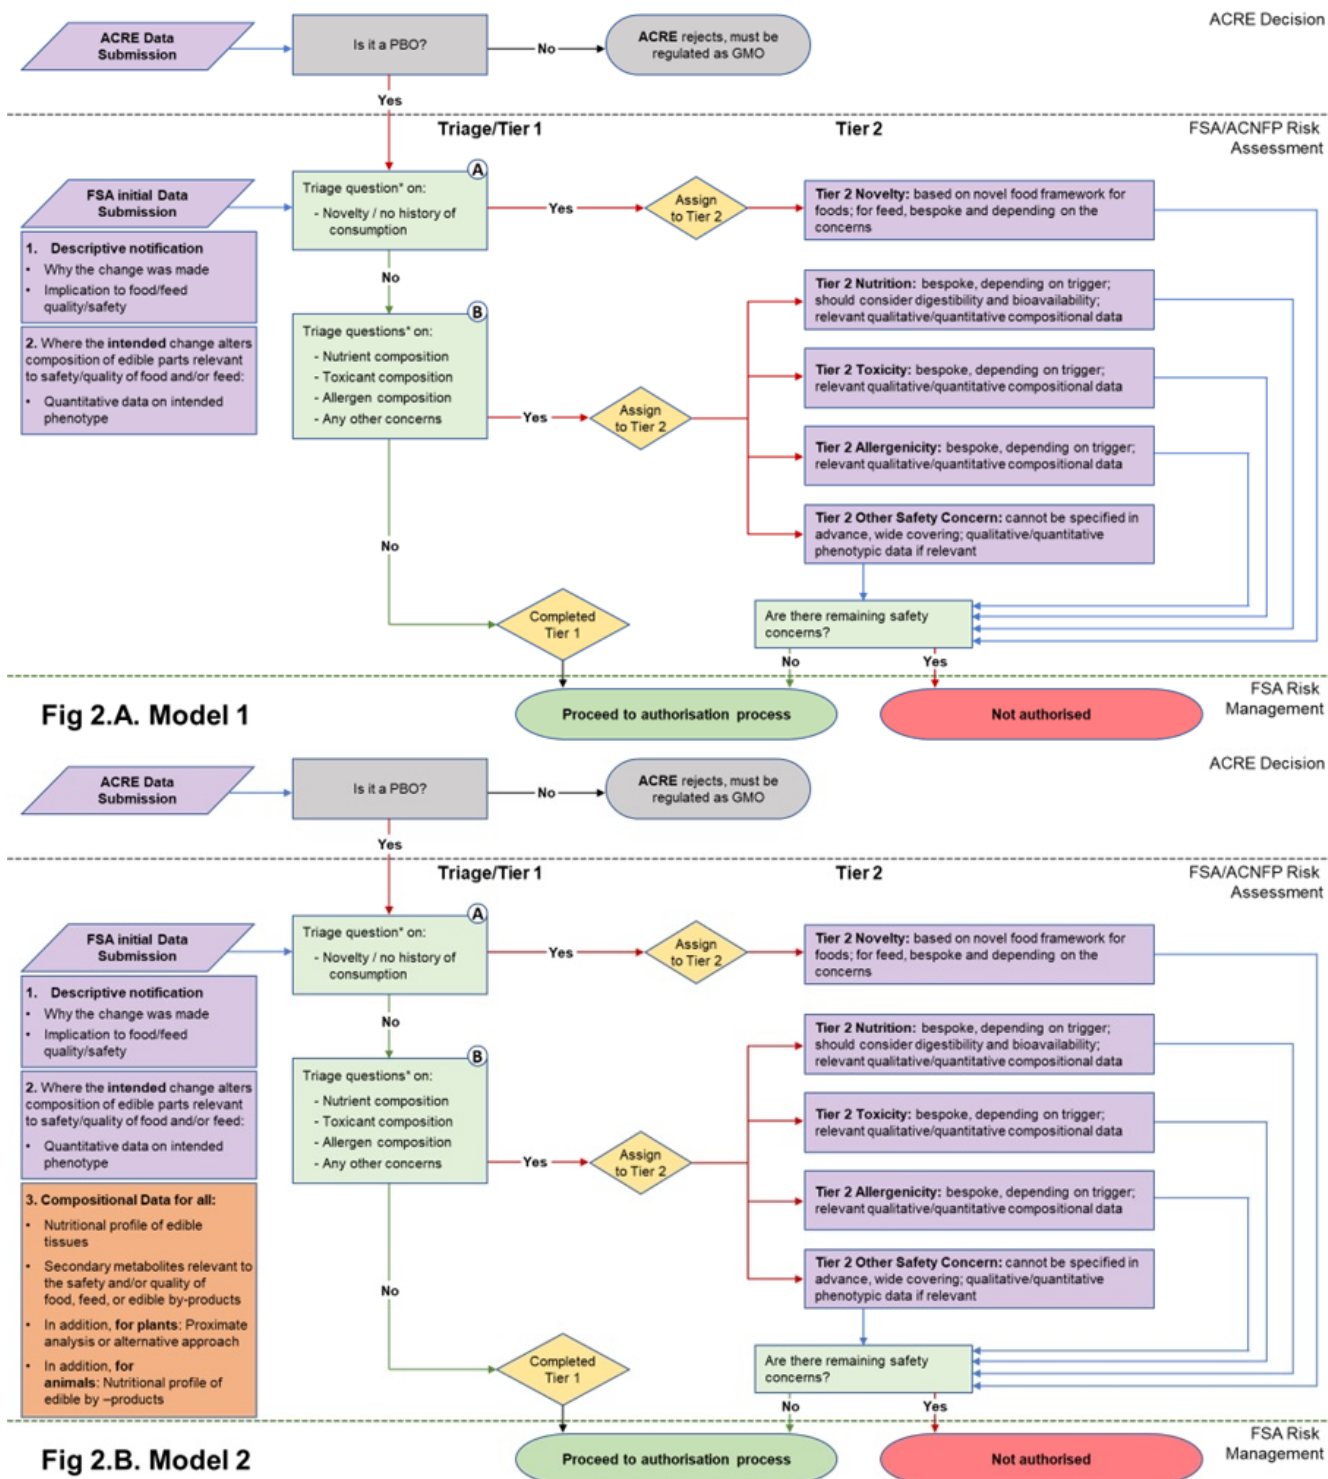 ACRE Decision
ACRE Data
Submission
Is it a PBO?
No
ACRE rejects, must be
regulated as GMO
Yes
Triage/Tier 1
Tier 2
FSA/ACNFP Risk
Assessment
FSA initial Data
Submission
1. Descriptive notification
• Why the change was made
• Implication to food/feed
quality/safety
2. Where the intended change alters
composition of edible parts relevant
to safety/quality of food and/or feed:
• Quantitative data on intended
phenotype
A
Triage question* on:
- Novelty / no history of
consumption
Yes
Assign
to Tier 2
Tier 2 Novelty: based on novel food framework for
foods; for feed, bespoke and depending on the
concerns
No
B
Triage questions* on:
- Nutrient composition
- Toxicant composition
- Allergen composition
- Any other concerns
Yes
Assign
to Tier 2
Tier 2 Nutrition: bespoke, depending on trigger;
should consider digestibility and bioavailability;
relevant qualitative/quantitative compositional data
Tier 2 Toxicity: bespoke, depending on trigger;
relevant qualitative/quantitative compositional data
Tier 2 Allergenicity: bespoke, depending on trigger;
relevant qualitative/quantitative compositional data
Tier 2 Other Safety Concern: cannot be specified in
advance, wide covering; qualitative/quantitative
phenotypic data if relevant
No
Completed
Tier 1
Are there remaining safety
concerns?
No
Yes
FSA Risk
Management
Fig 2.A. Model 1
Proceed to authorisation process
Not authorised
ACRE Decision
ACRE Data
Submission
Is it a PBO?
No
ACRE rejects, must be
regulated as GMO
Yes
Triage/Tier 1
Tier 2
FSA/ACNFP Risk
Assessment
FSA initial Data
Submission
1. Descriptive notification
• Why the change was made
• Implication to food/feed
quality/safety
2. Where the intended change alters
composition of edible parts relevant
to safety/quality of food and/or feed:
• Quantitative data on intended
phenotype
3. Compositional Data for all:
• Nutritional profile of edible
tissues
• Secondary metabolites relevant to
the safety and/or quality of
food, feed, or edible by-products
• In addition, for plants: Proximate
analysis or alternative approach
• In addition, for
animals: Nutritional profile of
edible by –products
A
Triage question* on:
- Novelty / no history of
consumption
Yes
Assign
to Tier 2
Tier 2 Novelty: based on novel food framework for
foods; for feed, bespoke and depending on the
concerns
No
B
Triage questions* on:
- Nutrient composition
- Toxicant composition
- Allergen composition
- Any other concerns
Yes
Assign
to Tier 2
Tier 2 Nutrition: bespoke, depending on trigger;
should consider digestibility and bioavailability;
relevant qualitative/quantitative compositional data
Tier 2 Toxicity: bespoke, depending on trigger;
relevant qualitative/quantitative compositional data
Tier 2 Allergenicity: bespoke, depending on trigger;
relevant qualitative/quantitative compositional data
Tier 2 Other Safety Concern: cannot be specified in
advance, wide covering; qualitative/quantitative
phenotypic data if relevant
No
Completed
Tier 1
Are there remaining safety
concerns?
No
Yes
FSA Risk
Management
Fig 2.B. Model 2
Proceed to authorisation process
Not authorised